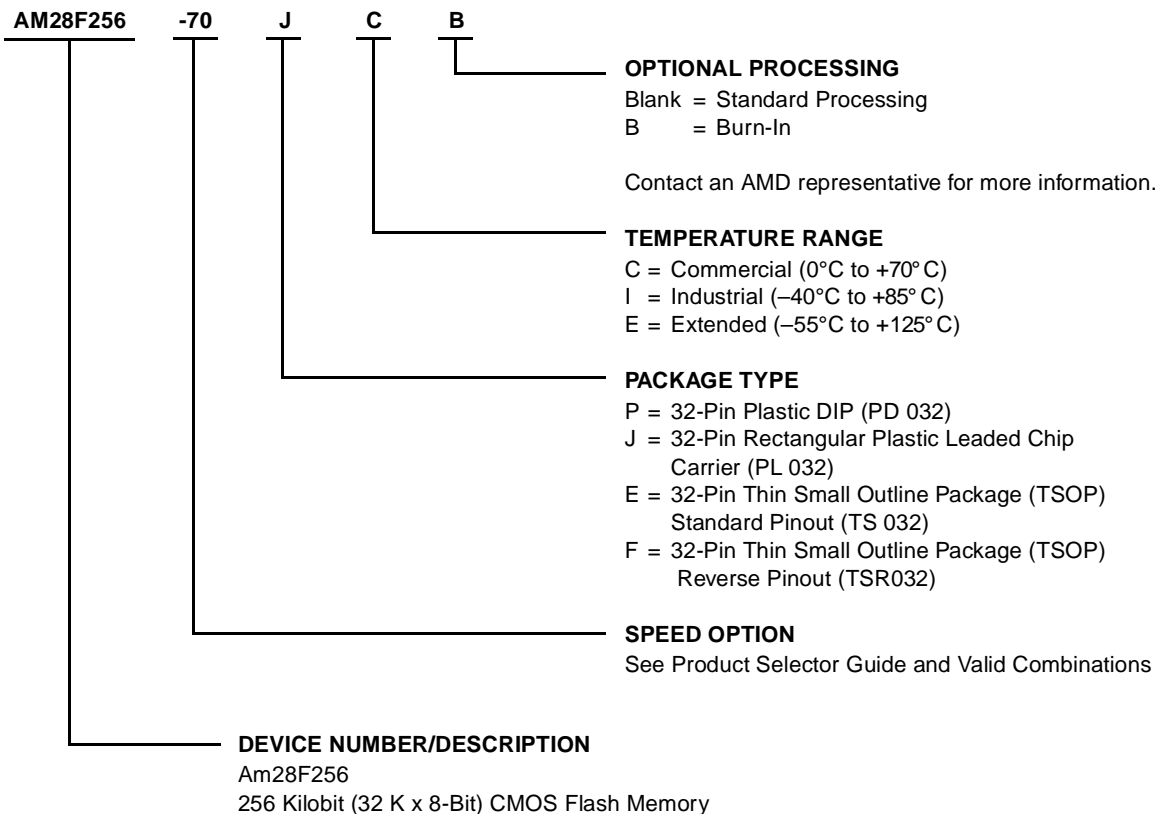 AM28F256 -70 J C B
OPTIONAL PROCESSING
Blank = Standard Processing
B = Burn-In
Contact an AMD representative for more information.
TEMPERATURE RANGE
C = Commercial (0°C to +70°C)
I = Industrial (–40°C to +85°C)
E = Extended (–55°C to +125°C)
PACKAGE TYPE
P = 32-Pin Plastic DIP (PD 032)
J = 32-Pin Rectangular Plastic Leaded Chip
Carrier (PL 032)
E = 32-Pin Thin Small Outline Package (TSOP)
Standard Pinout (TS 032)
F = 32-Pin Thin Small Outline Package (TSOP)
Reverse Pinout (TSR032)
SPEED OPTION
See Product Selector Guide and Valid Combinations
DEVICE NUMBER/DESCRIPTION
Am28F256
256 Kilobit (32 K x 8-Bit) CMOS Flash Memory